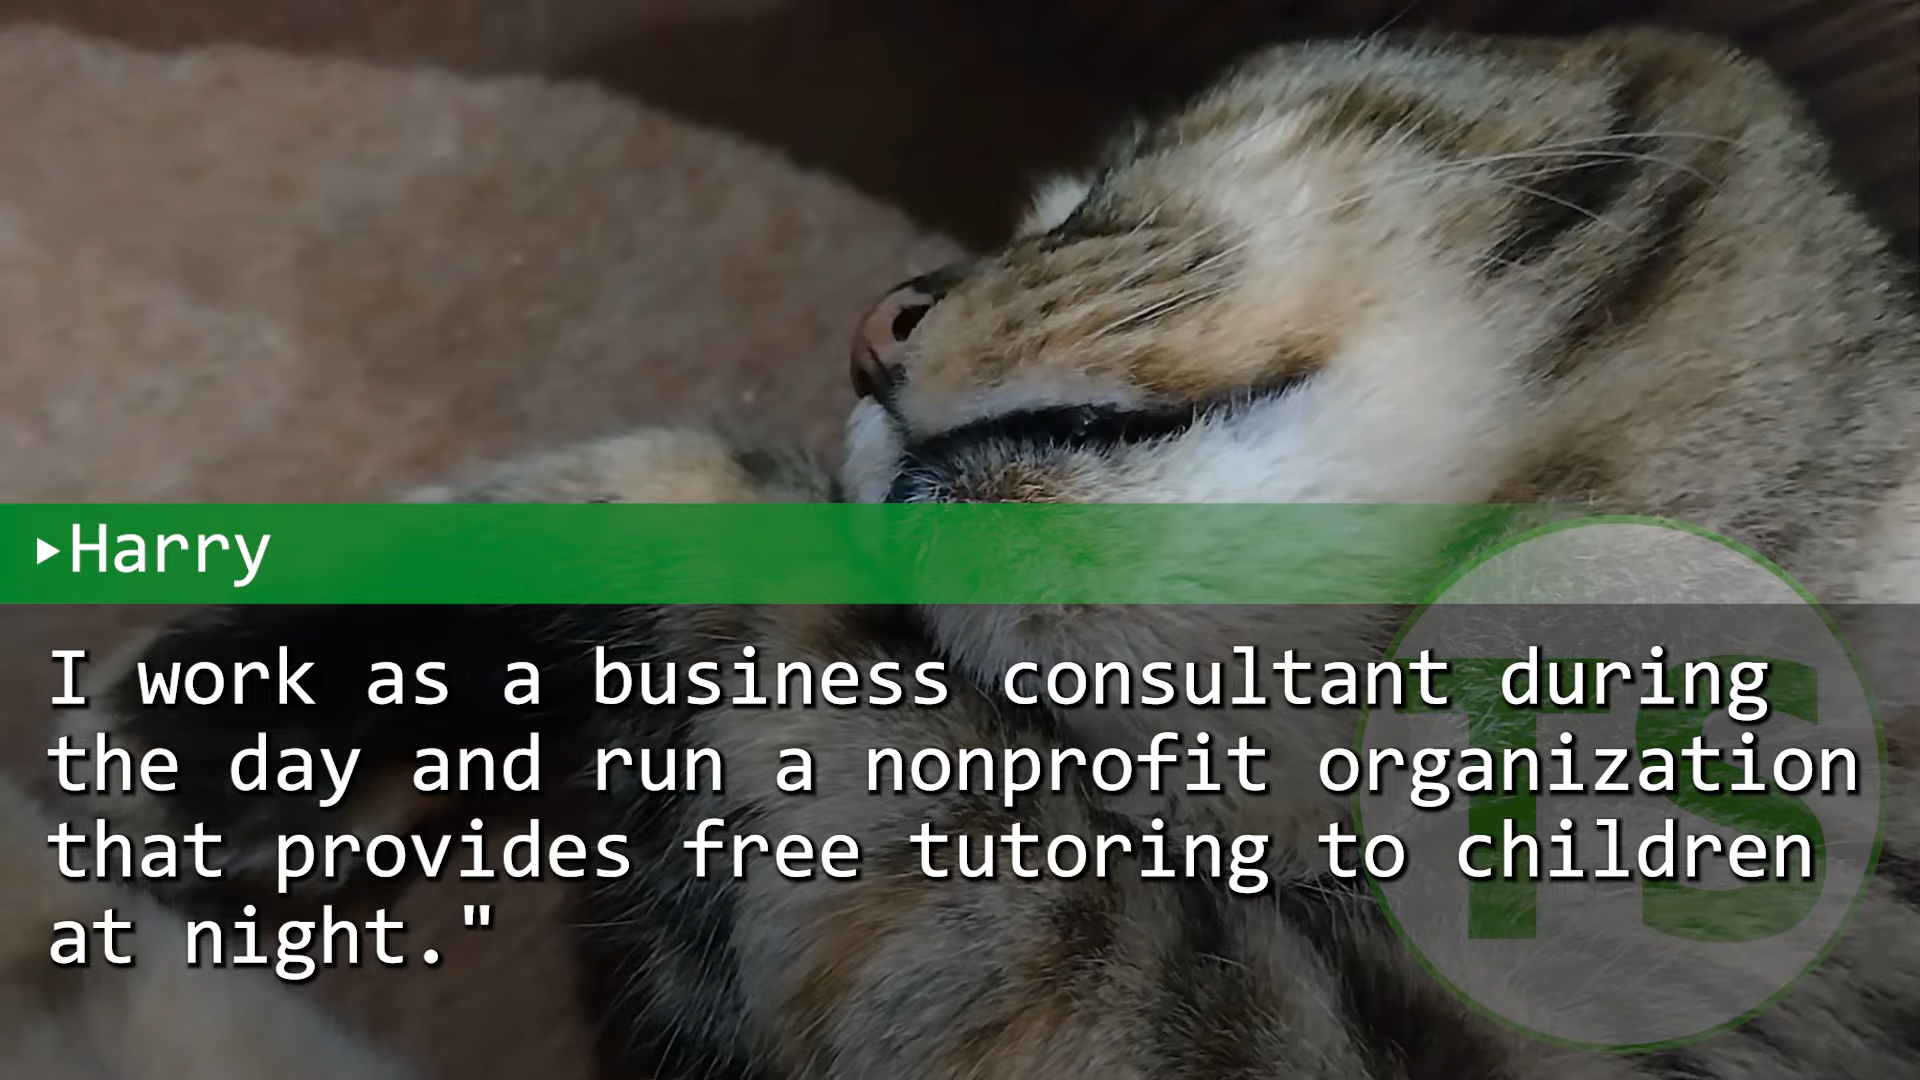 ▶Harry
I work as a business consultant during
the day and run a nonprofit organization
that provides free tutoring to children
at night."
TS